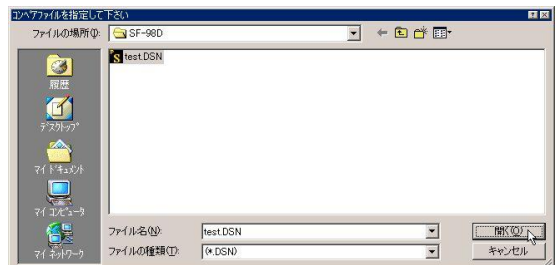 コンペアファイルを指定して下さい
ファイルの場所(I): SF-98D
test.DSN
履歴
デスクトップ
マイ ドキュメント
マイ コンピュータ
マイ ネットワーク
ファイル名(N): test.DSN 開く(O)
ファイルの種類(T): (*.DSN) キャンセル